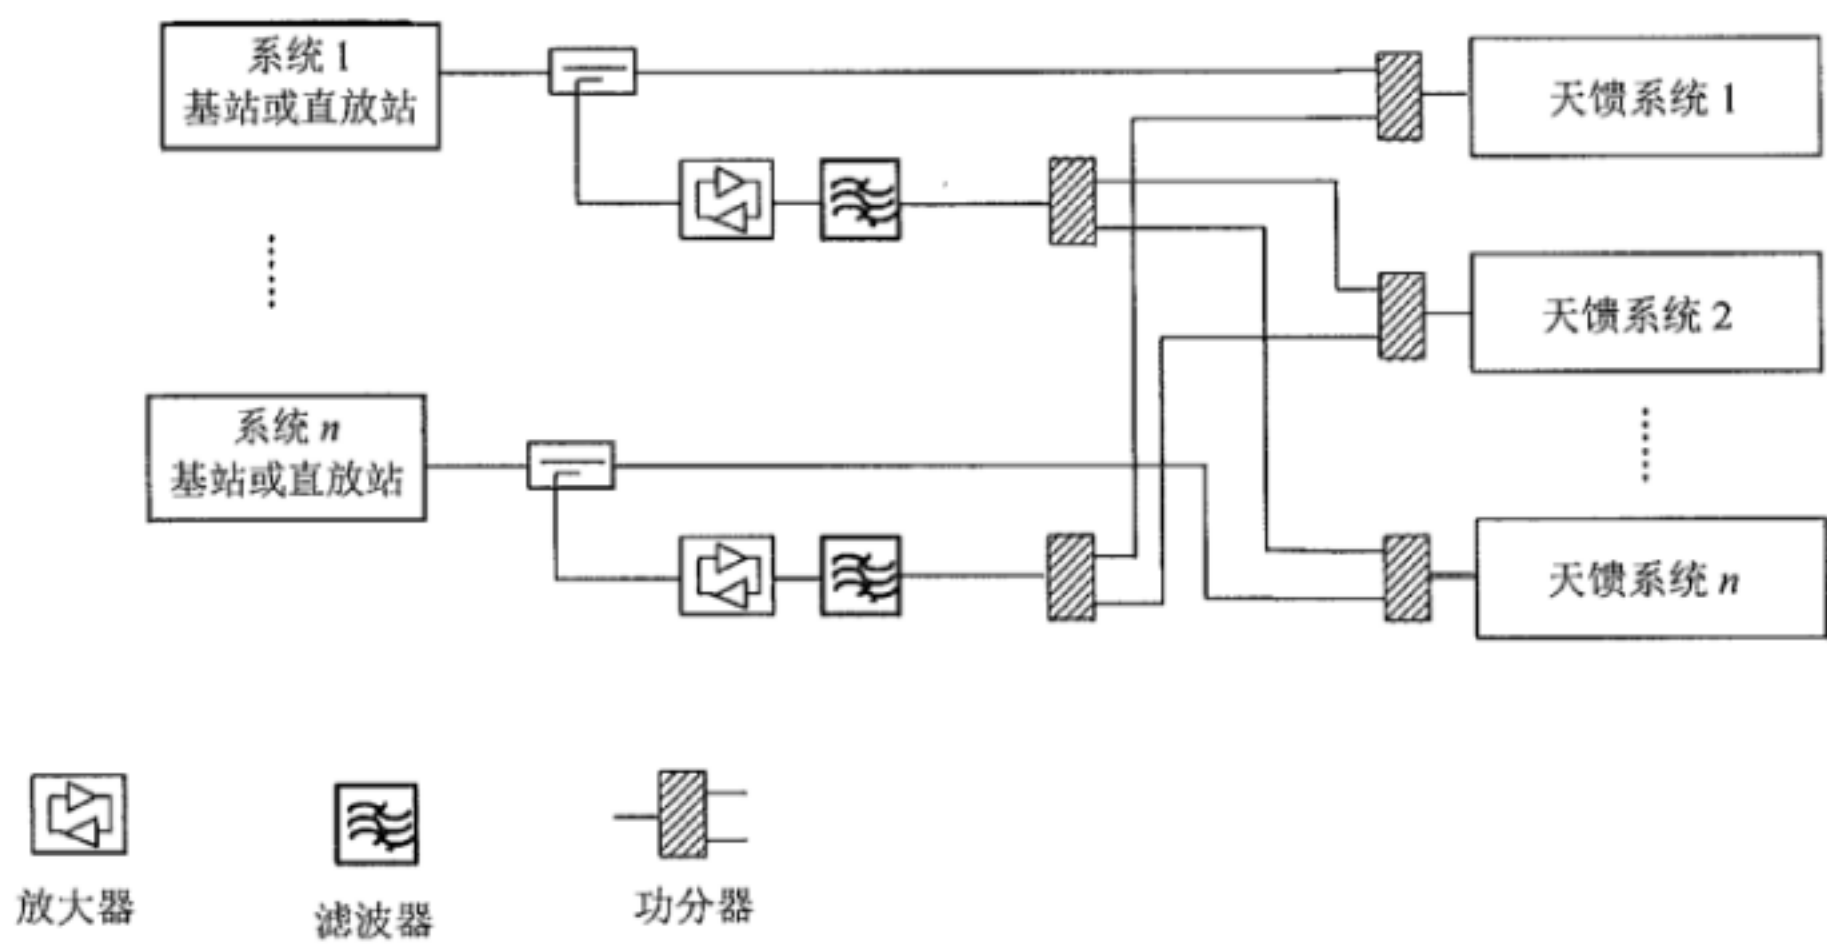 系统 1
基站或直放站
天馈系统 1
天馈系统 2
系统 n
基站或直放站
天馈系统 n
放大器
滤波器
功分器